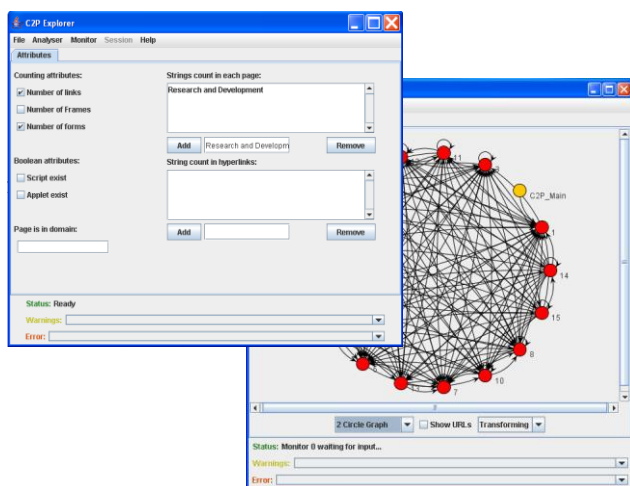 C2P Explorer
File Analyser Monitor Session Help
Attributes
Counting attributes:
Number of links
Number of Frames
Number of forms
Boolean attributes:
Script exist
Applet exist
Page is in domain:
Strings count in each page:
Research and Development
Add Research and Developm Remove
String count in hyperlinks:
Add Remove
Status: Ready
Warnings:
Error:
11
C2P_Main
1
14
15
8
10
7
2 Circle Graph Show URLs Transforming
Status: Monitor 0 waiting for input...
Warnings:
Error: